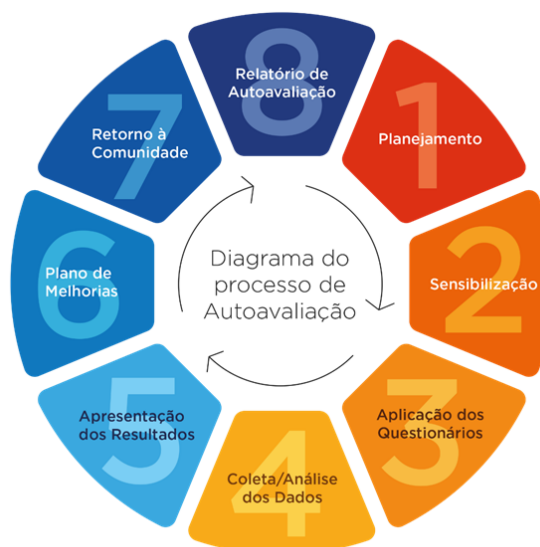 8
Relatório de
Autoavaliação
1
Planejamento
2
Sensibilização
3
Aplicação dos
Questionários
4
Coleta/Análise
dos Dados
5
Apresentação
dos Resultados
6
Plano de
Melhorias
7
Retorno à
Comunidade
Diagrama do
processo de
Autoavaliação